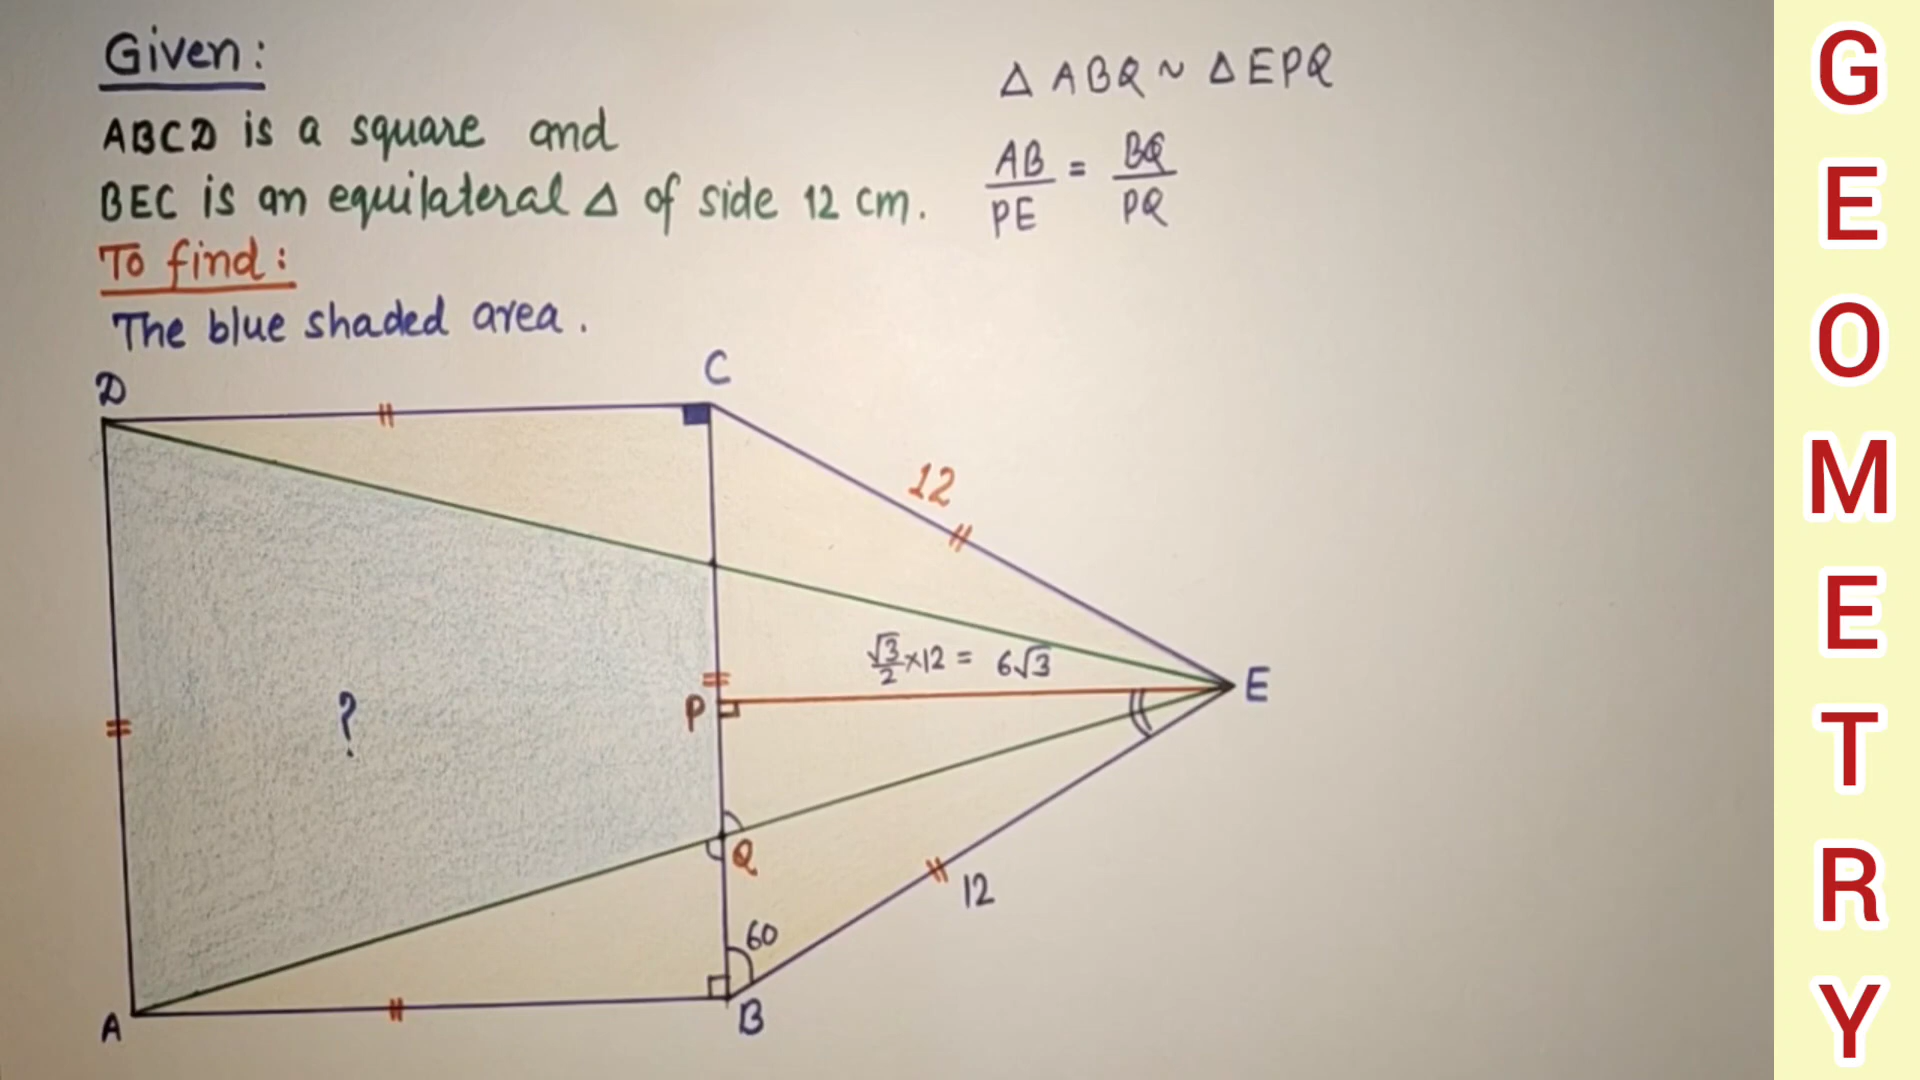 Given:
ABCD is a square and
BEC is an equilateral Δ of side 12 cm.
To find:
The blue shaded area.
Δ ABQ ~ Δ EPQ
AB/PE = BQ/PQ
D
C
12
√3/2 × 12 = 6√3
E
P
?
Q
12
60
A
B
GEOMETRY